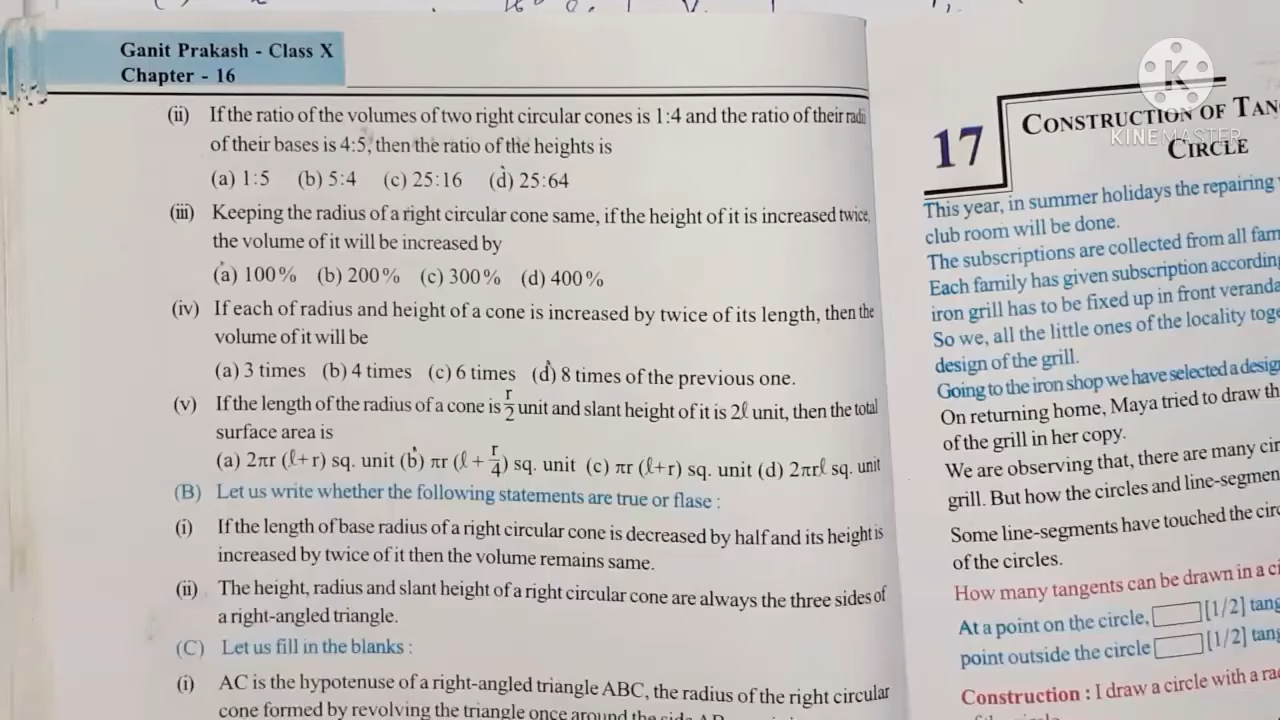 Ganit Prakash - Class X
Chapter - 16
(ii) If the ratio of the volumes of two right circular cones is 1:4 and the ratio of their radii
of their bases is 4:5, then the ratio of the heights is
(a) 1:5 (b) 5:4 (c) 25:16 (d) 25:64
(iii) Keeping the radius of a right circular cone same, if the height of it is increased twice,
the volume of it will be increased by
(a) 100% (b) 200% (c) 300% (d) 400%
(iv) If each of radius and height of a cone is increased by twice of its length, then the
volume of it will be
(a) 3 times (b) 4 times (c) 6 times (d) 8 times of the previous one.
(v) If the length of the radius of a cone is r/2 unit and slant height of it is 2ℓ unit, then the total
surface area is
(a) 2πr (ℓ+r) sq. unit (b) πr (ℓ + r/4) sq. unit (c) πr (ℓ+r) sq. unit (d) 2πrℓ sq. unit
(B) Let us write whether the following statements are true or flase :
(i) If the length of base radius of a right circular cone is decreased by half and its height is
increased by twice of it then the volume remains same.
(ii) The height, radius and slant height of a right circular cone are always the three sides of
a right-angled triangle.
(C) Let us fill in the blanks :
(i) AC is the hypotenuse of a right-angled triangle ABC, the radius of the right circular
cone formed by revolving the triangle once around the side
K
KINEMASTER
17
CONSTRUCTION OF TAN
CIRCLE
This year, in summer holidays the repairing
club room will be done.
The subscriptions are collected from all fam
Each family has given subscription according
iron grill has to be fixed up in front veranda
So we, all the little ones of the locality toge
design of the grill.
Going to the iron shop we have selected a design
On returning home, Maya tried to draw th
of the grill in her copy.
We are observing that, there are many cir
grill. But how the circles and line-segmen
Some line-segments have touched the circ
of the circles.
How many tangents can be drawn in a ci
At a point on the circle, [1/2] tang
point outside the circle [1/2] tang
Construction : I draw a circle with a rad